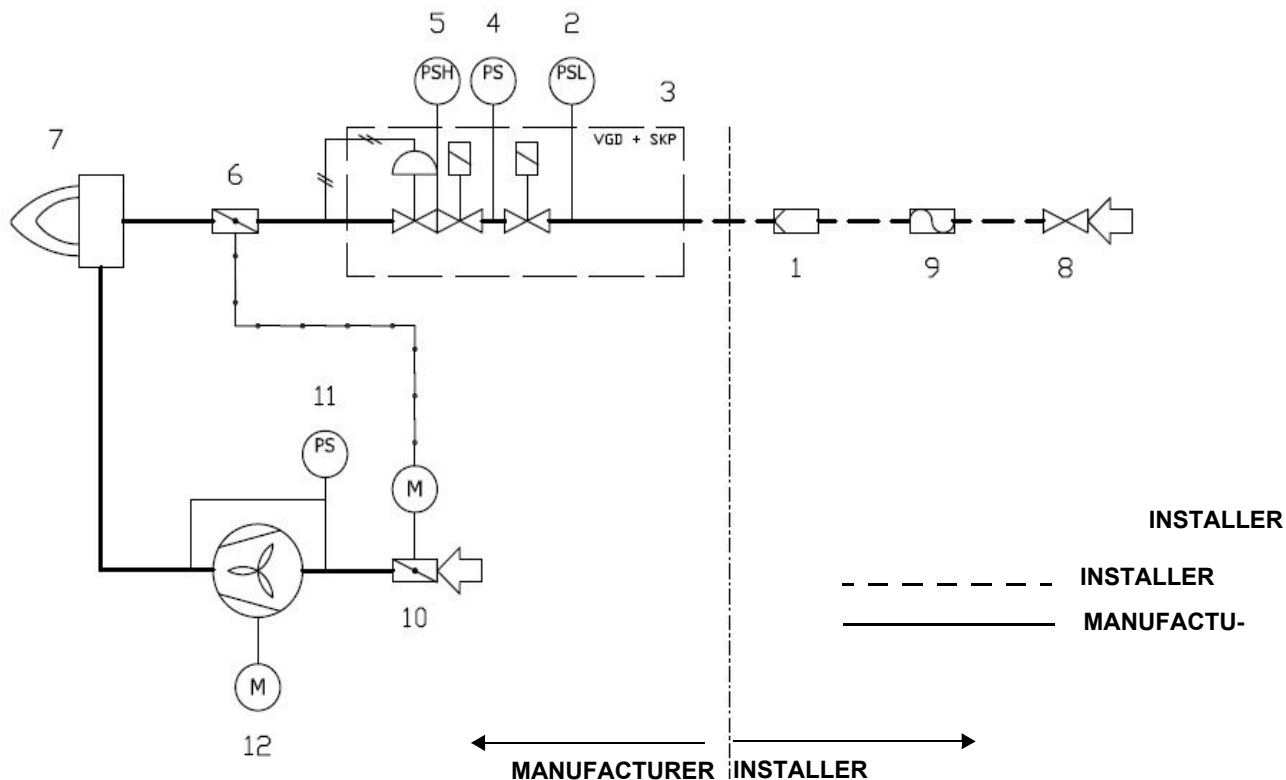 5 4 2
PSH PS PSL
3
VGD + SKP
7
6
1 9 8
11
PS
M
INSTALLER
INSTALLER
10
MANUFACTU-
M
12
MANUFACTURER INSTALLER